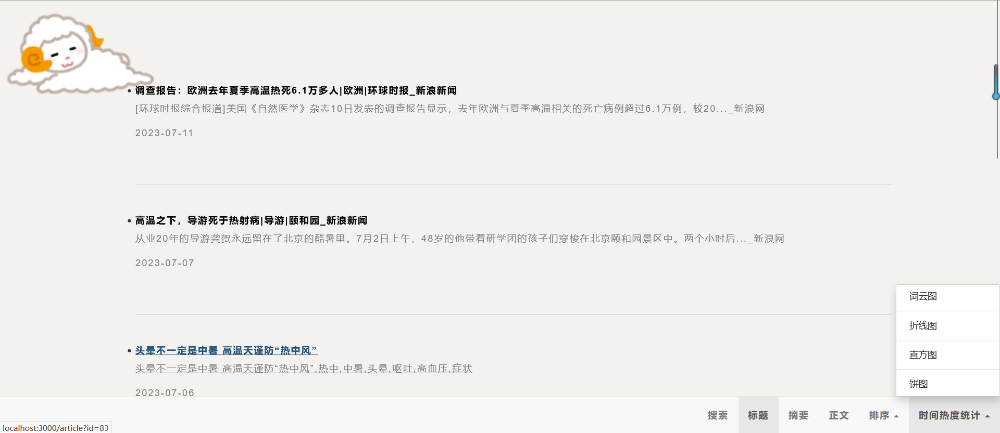 调查报告：欧洲去年夏季高温热死6.1万多人|欧洲|环球时报_新浪新闻
[环球时报综合报道]美国《自然医学》杂志10日发表的调查报告显示，去年欧洲与夏季高温相关的死亡病例超过6.1万例，较20..._新浪网
2023-07-11
高温之下，导游死于热射病|导游|颐和园_新浪新闻
从业20年的导游龚贺永远留在了北京的酷暑里。7月2日上午，48岁的他带着研学团的孩子们穿梭在北京颐和园景区中。两个小时后..._新浪网
2023-07-07
头晕不一定是中暑 高温天谨防“热中风”
头晕不一定是中暑 高温天谨防“热中风”,热中,中暑,头晕,呕吐,高血压,症状
2023-07-06
词云图
折线图
直方图
饼图
搜索 标题 摘要 正文 排序 时间热度统计
localhost:3000/article?id=83